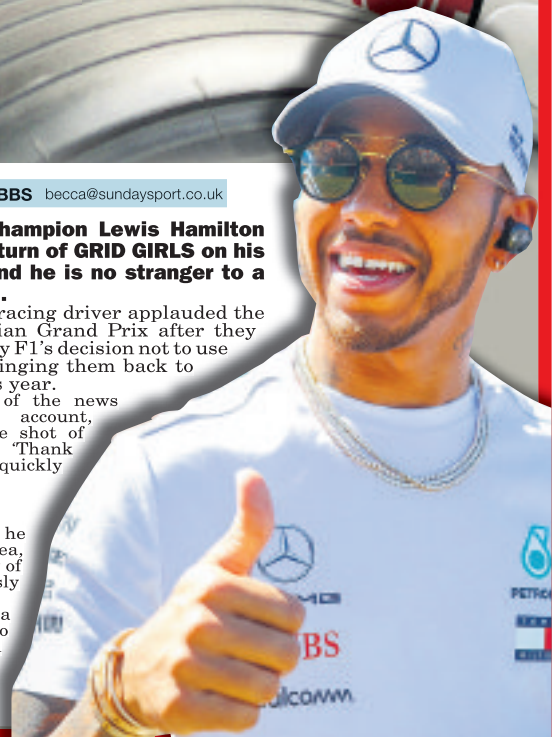 BBS becca@sundaysport.co.uk
hampion Lewis Hamilton
turn of GRID GIRLS on his
nd he is no stranger to a
.
racing driver applauded the
ian Grand Prix after they
y F1's decision not to use
inging them back to
s year.
of the news
account,
e shot of
'Thank
quickly
he
ea,
of
sly
a
o
PETRO
BS
ualcomm